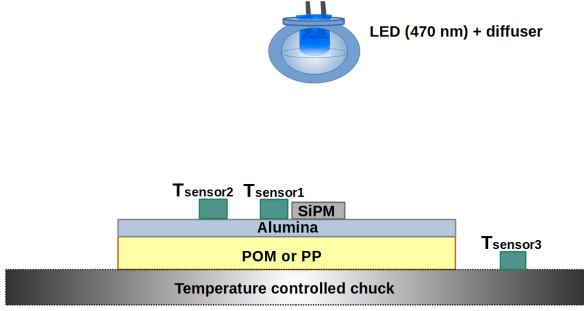 LED (470 nm) + diffuser
Tsensor2 Tsensor1
SiPM
Alumina
Tsensor3
POM or PP
Temperature controlled chuck